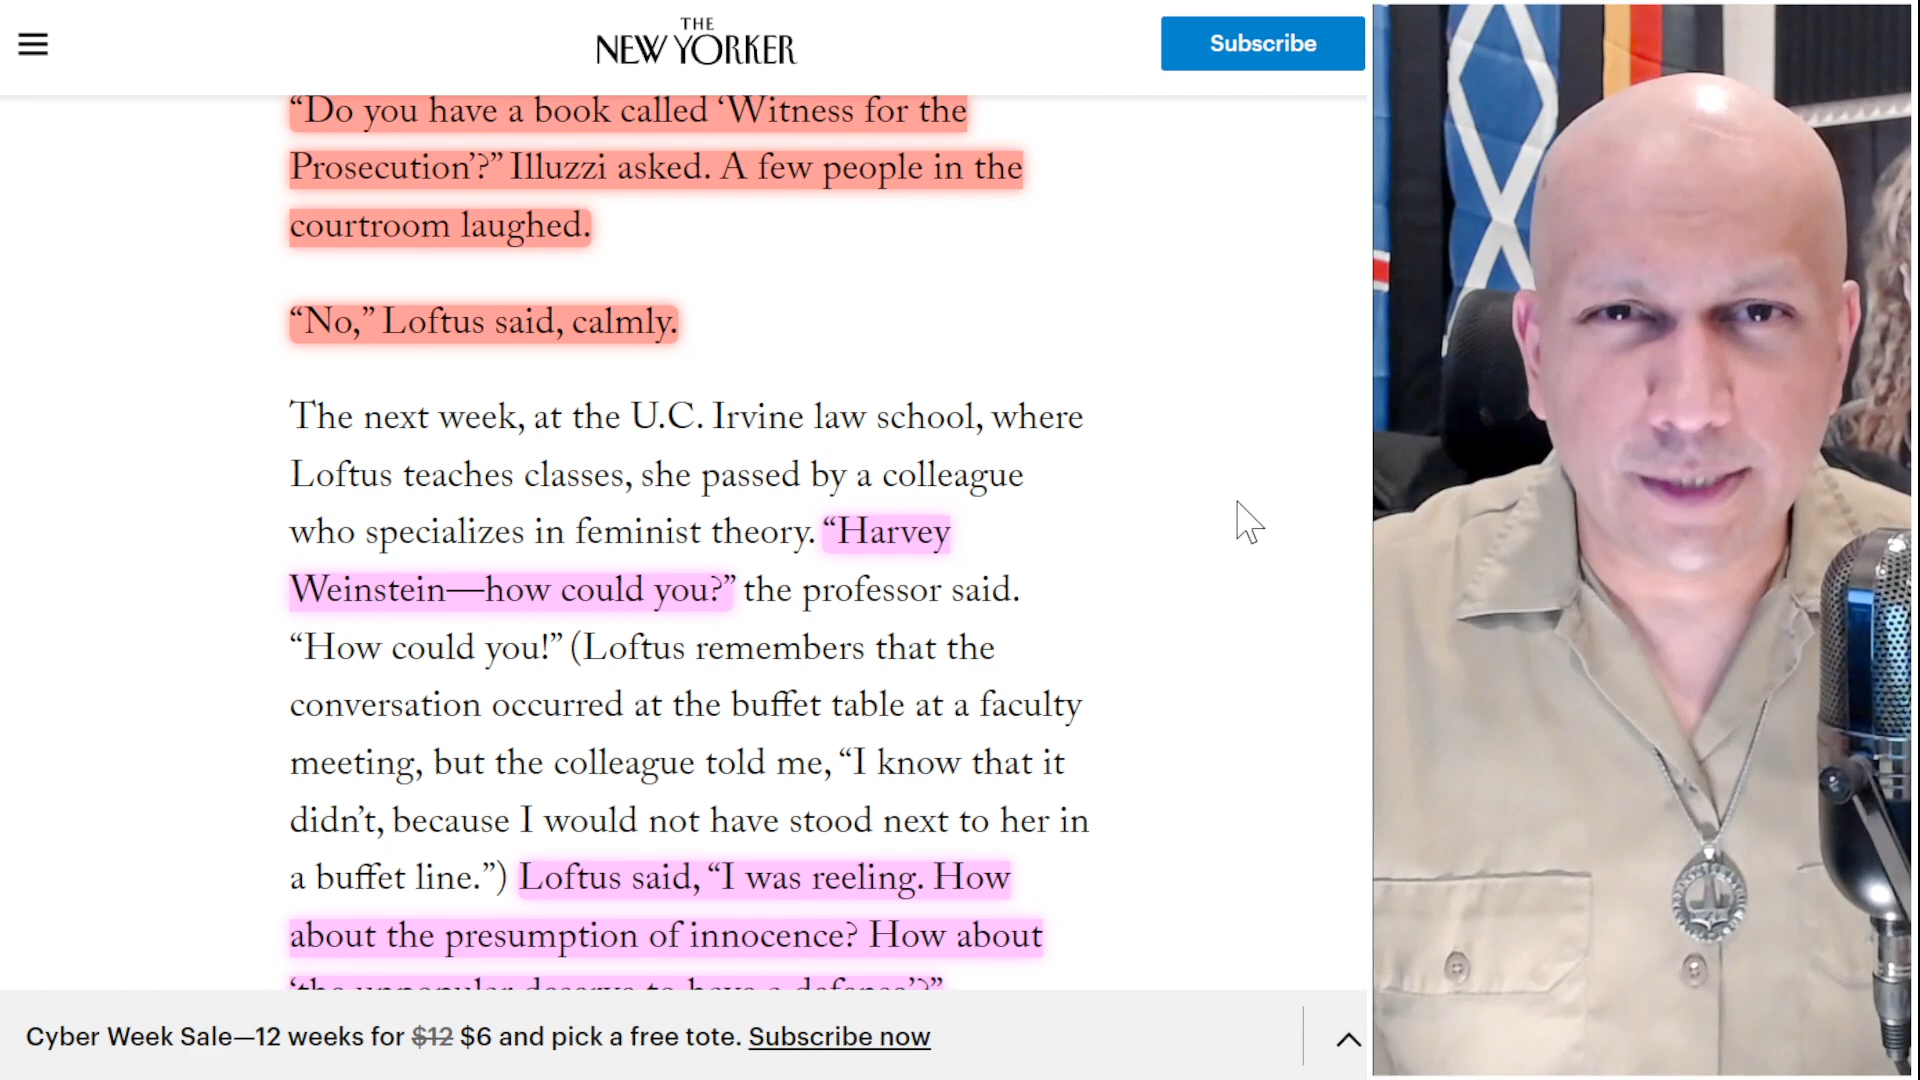 THE
NEW YORKER
Subscribe
“Do you have a book called ‘Witness for the
Prosecution’?” Illuzzi asked. A few people in the
courtroom laughed.
“No,” Loftus said, calmly.
The next week, at the U.C. Irvine law school, where
Loftus teaches classes, she passed by a colleague
who specializes in feminist theory. “Harvey
Weinstein—how could you?” the professor said.
“How could you!” (Loftus remembers that the
conversation occurred at the buffet table at a faculty
meeting, but the colleague told me, “I know that it
didn’t, because I would not have stood next to her in
a buffet line.”) Loftus said, “I was reeling. How
about the presumption of innocence? How about
‘the unpopular deserve to have a defense’?”
Cyber Week Sale—12 weeks for $12 $6 and pick a free tote. Subscribe now